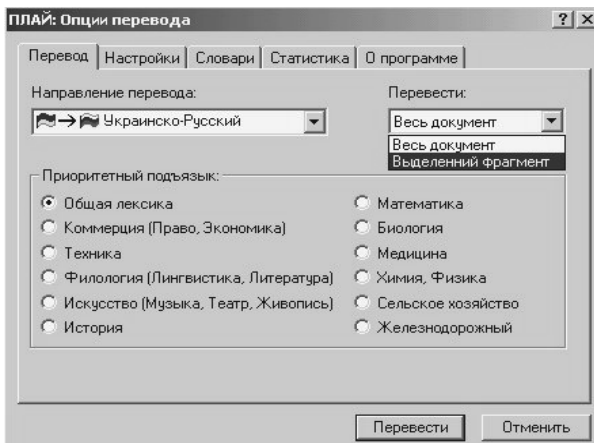 ПЛАЙ: Опции перевода
Перевод Настройки Словари Статистика О программе
Направление перевода: Перевести:
Украинско-Русский Весь документ
Весь документ
Выделенний фрагмент
Приоритетный подъязык:
Общая лексика Математика
Коммерция (Право, Экономика) Биология
Техника Медицина
Филология (Лингвистика, Литература) Химия, Физика
Искусство (Музыка, Театр, Живопись) Сельское хозяйство
История Железнодорожный
Перевести Отменить